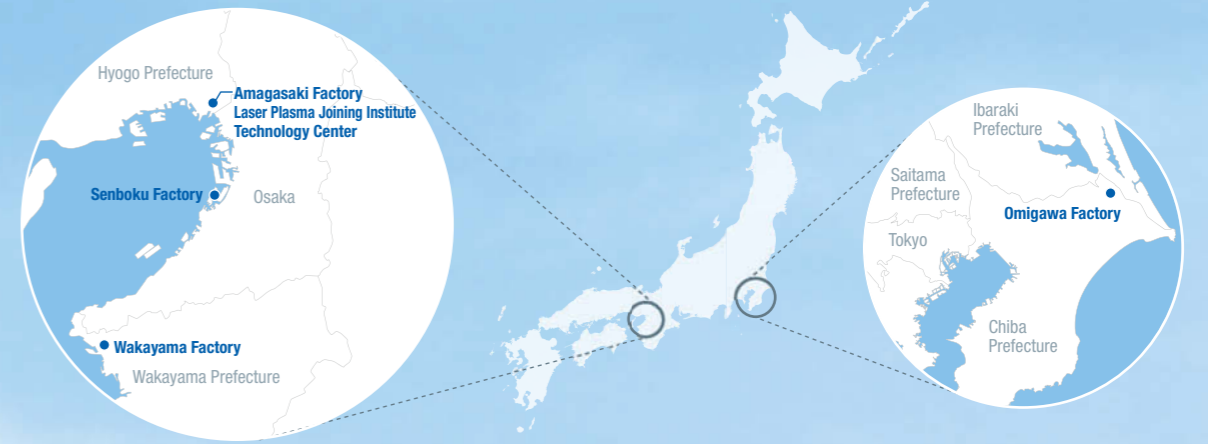 Hyogo Prefecture
Amagasaki Factory
Laser Plasma Joining Institute
Technology Center
Senboku Factory
Osaka
Wakayama Factory
Wakayama Prefecture
Ibaraki
Prefecture
Saitama
Prefecture
Omigawa Factory
Tokyo
Chiba
Prefecture